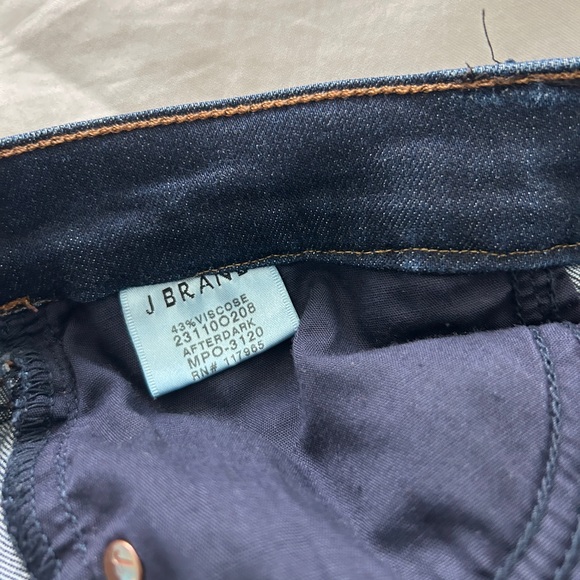 J BRAND
43%VISCOSE
23110O208
AFTERDARK
MPO-3120
RN# 117965